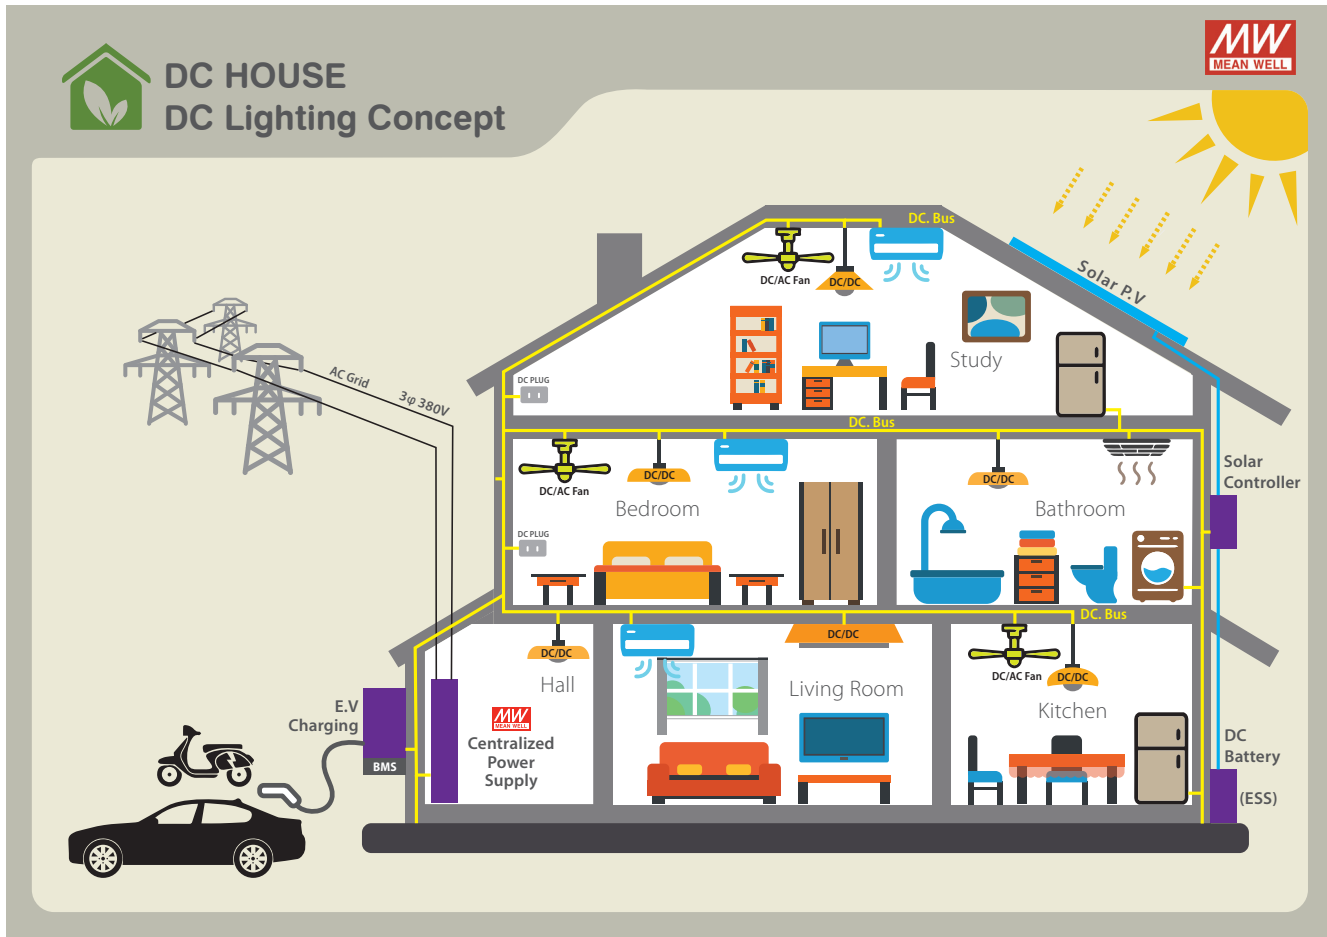 DC HOUSE
DC Lighting Concept
MW
MEAN WELL
DC. Bus
DC/AC Fan
DC/DC
Solar P.V
Study
AC Grid
3φ 380V
DC PLUG
DC. Bus
DC/AC Fan
DC/DC
DC/DC
Solar
Controller
Bedroom
Bathroom
DC PLUG
DC. Bus
DC/DC
DC/DC
DC/AC Fan
DC/DC
Hall
Living Room
Kitchen
E.V
Charging
BMS
MW
MEAN WELL
Centralized
Power
Supply
DC
Battery
(ESS)